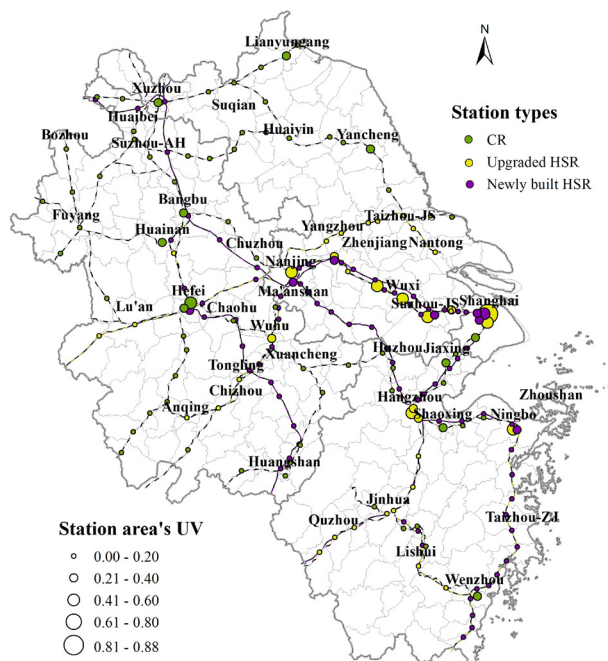 N
Lianyungang
Xuzhou
Huaibei
Suqian
Station types
CR
Upgraded HSR
Newly built HSR
Bozhou
Suzhou-AH
Huaiyin
Yancheng
Bangbu
Fuyang
Huainan
Taizhou-JS
Yangzhou
Chuzhou
Zhenjiang
Nantong
Nanjing
Hefei
Ma'anshan
Wuxi
Lu'an
Chaohu
Suzhou-JS
Shanghai
Wuhu
Huzhou
Jiaxing
Xuancheng
Tongling
Chizhou
Hangzhou
Zhoushan
Anqing
Shaoxing
Ningbo
Huangshan
Jinhua
Quzhou
Taizhou-ZJ
Lishui
Wenzhou
Station area's UV
0.00 - 0.20
0.21 - 0.40
0.41 - 0.60
0.61 - 0.80
0.81 - 0.88